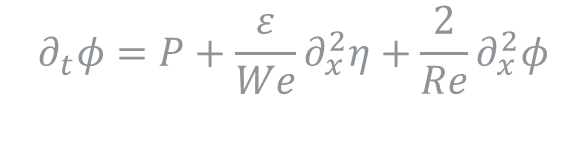 ∂ₜϕ = P + ε/We ∂ₓ²η + 2/Re ∂ₓ²ϕ